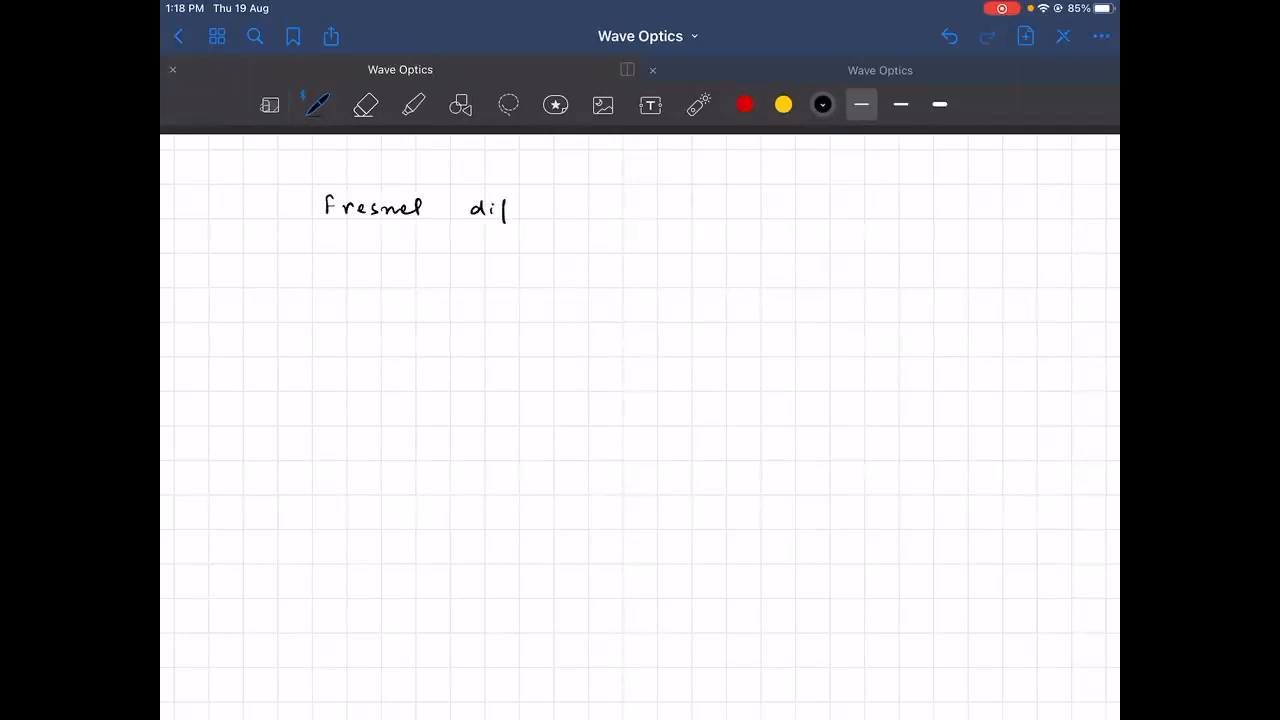 1:18 PM Thu 19 Aug 85%
Wave Optics
Wave Optics Wave Optics
T
fresnel dif